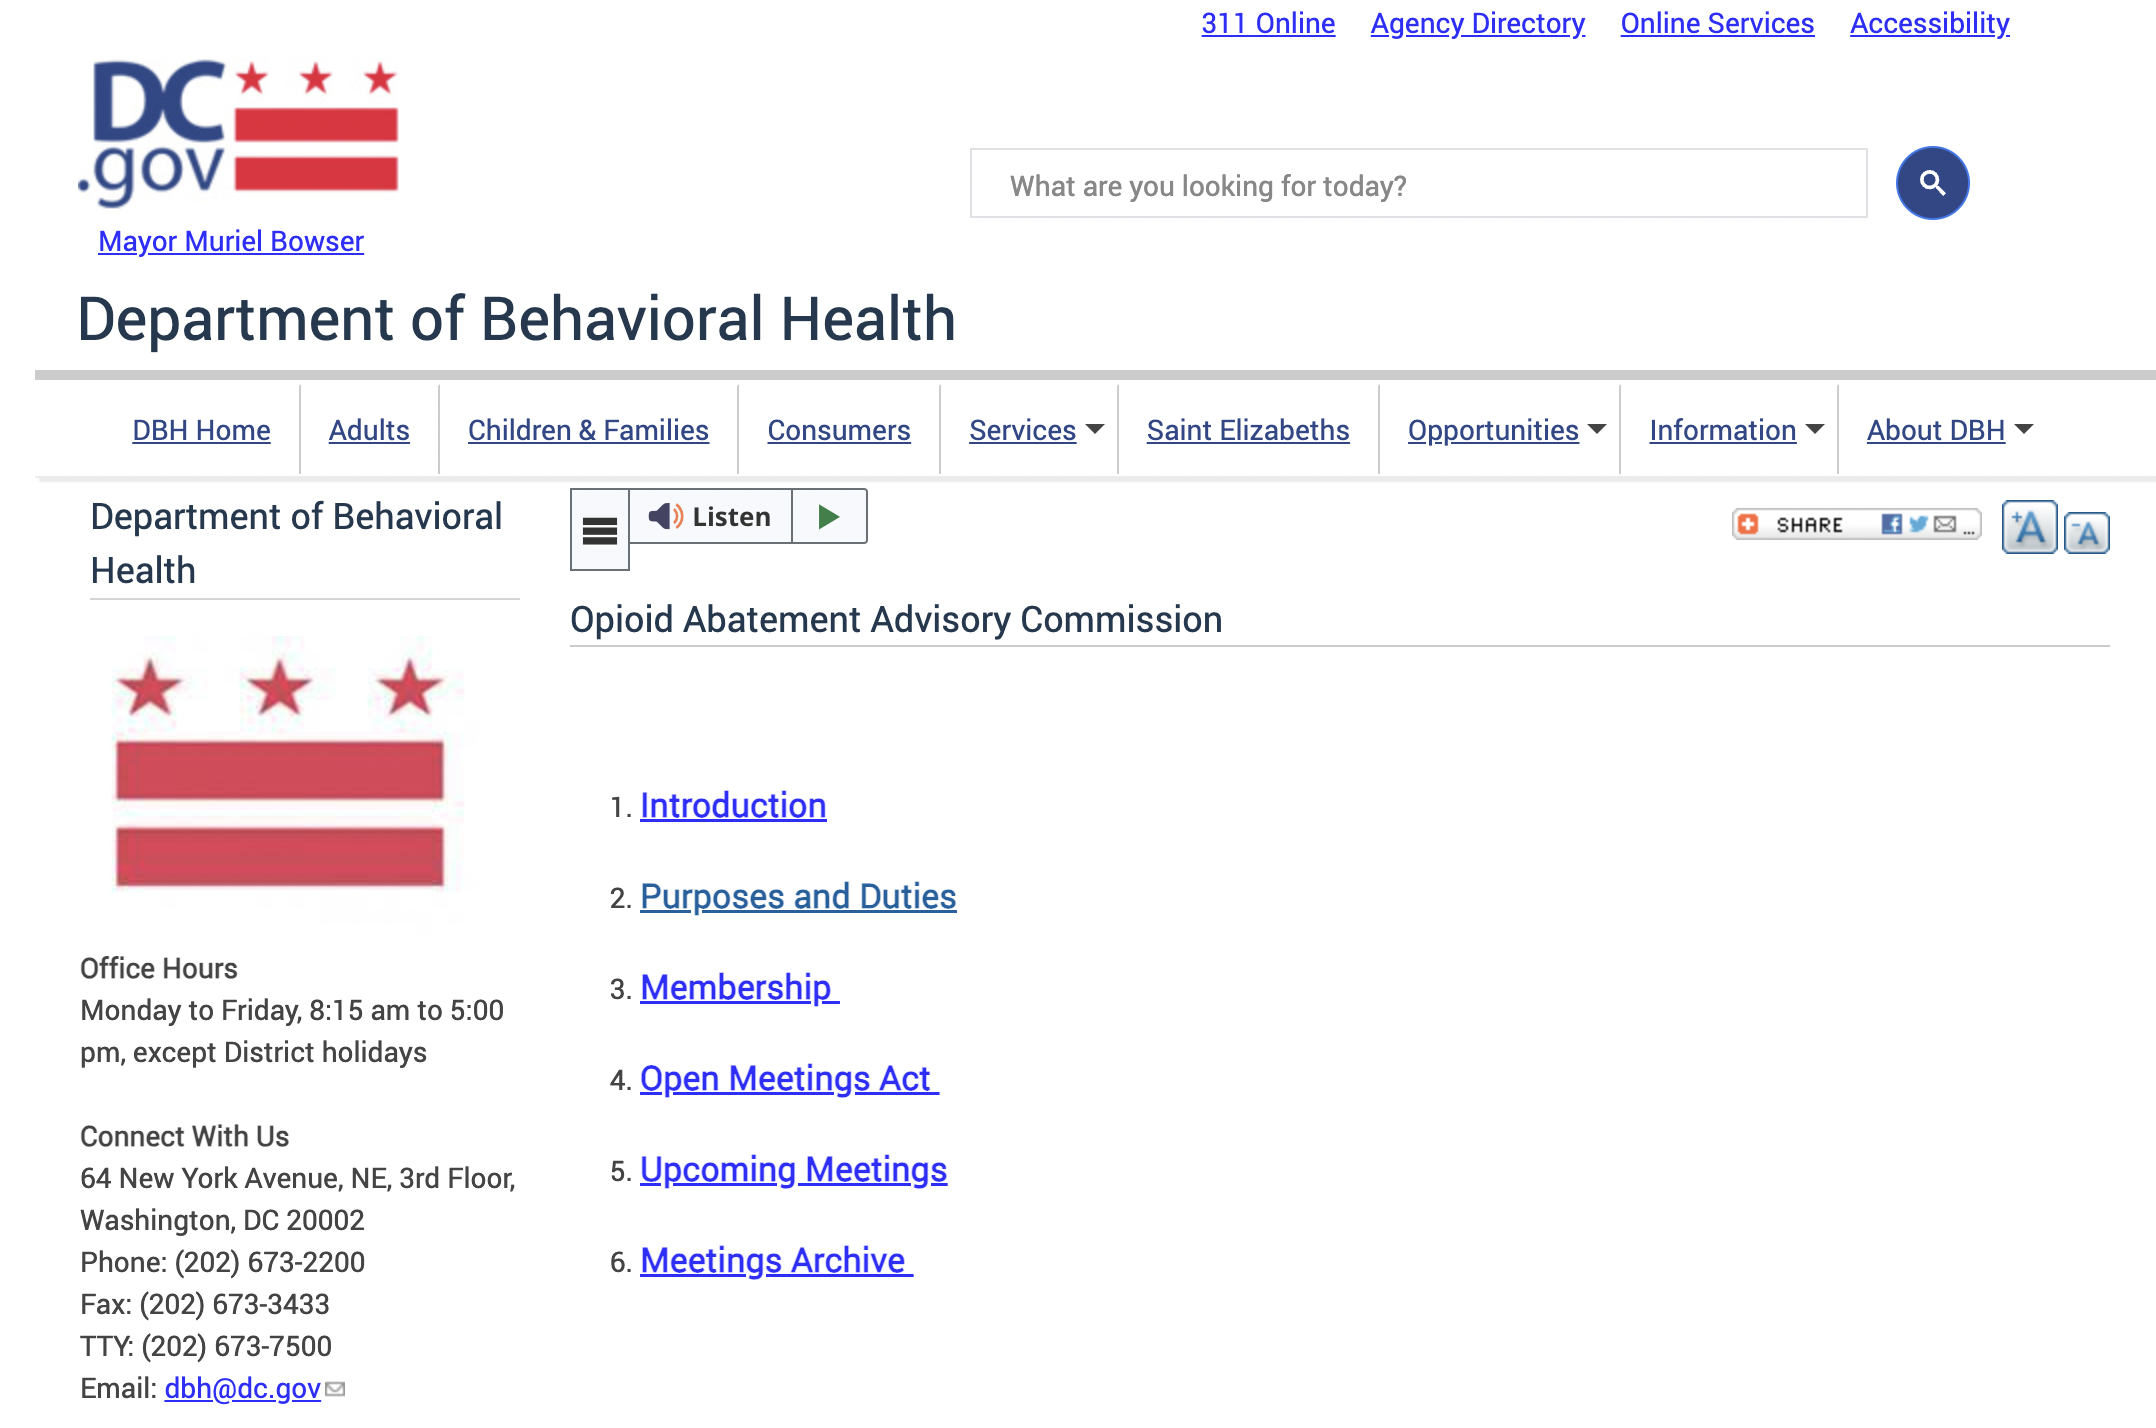 311 Online Agency Directory Online Services Accessibility
DC
.gov
What are you looking for today?
Mayor Muriel Bowser
Department of Behavioral Health
DBH Home Adults Children & Families Consumers Services Saint Elizabeths Opportunities Information About DBH
Department of Behavioral
Health
Listen
SHARE ...
+A -A
Opioid Abatement Advisory Commission
1. Introduction
2. Purposes and Duties
3. Membership
4. Open Meetings Act
5. Upcoming Meetings
6. Meetings Archive
Office Hours
Monday to Friday, 8:15 am to 5:00
pm, except District holidays
Connect With Us
64 New York Avenue, NE, 3rd Floor,
Washington, DC 20002
Phone: (202) 673-2200
Fax: (202) 673-3433
TTY: (202) 673-7500
Email: dbh@dc.gov